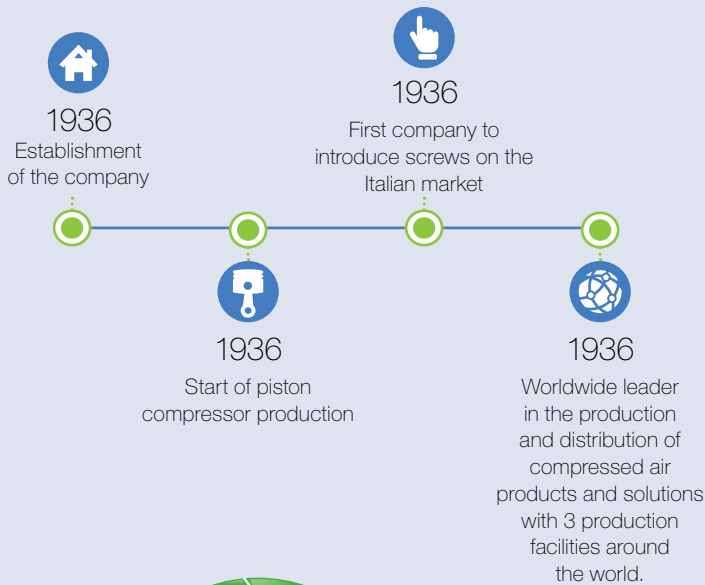 1936
Establishment
of the company
1936
Start of piston
compressor production
1936
First company to
introduce screws on the
Italian market
1936
Worldwide leader
in the production
and distribution of
compressed air
products and solutions
with 3 production
facilities around
the world.